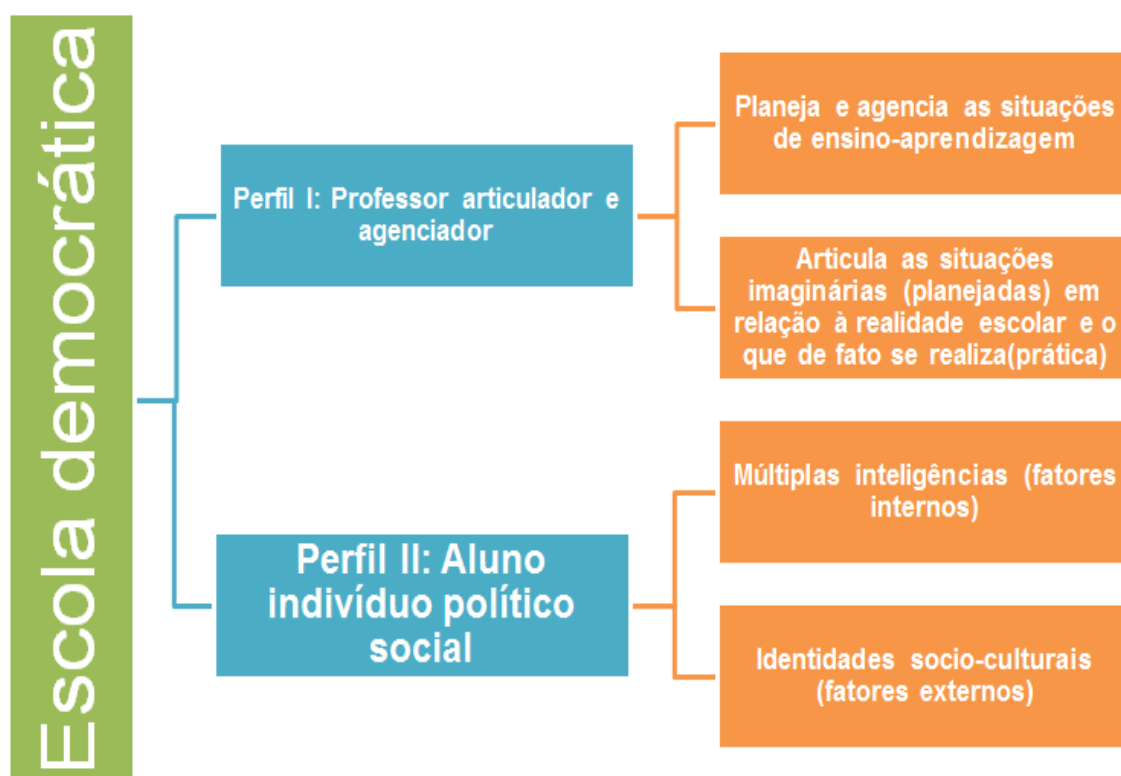 Escola democrática
Perfil I: Professor articulador e
agenciador
Planeja e agencia as situações
de ensino-aprendizagem
Articula as situações
imaginárias (planejadas) em
relação à realidade escolar e o
que de fato se realiza(prática)
Perfil II: Aluno
indivíduo político
social
Múltiplas inteligências (fatores
internos)
Identidades socio-culturais
(fatores externos)